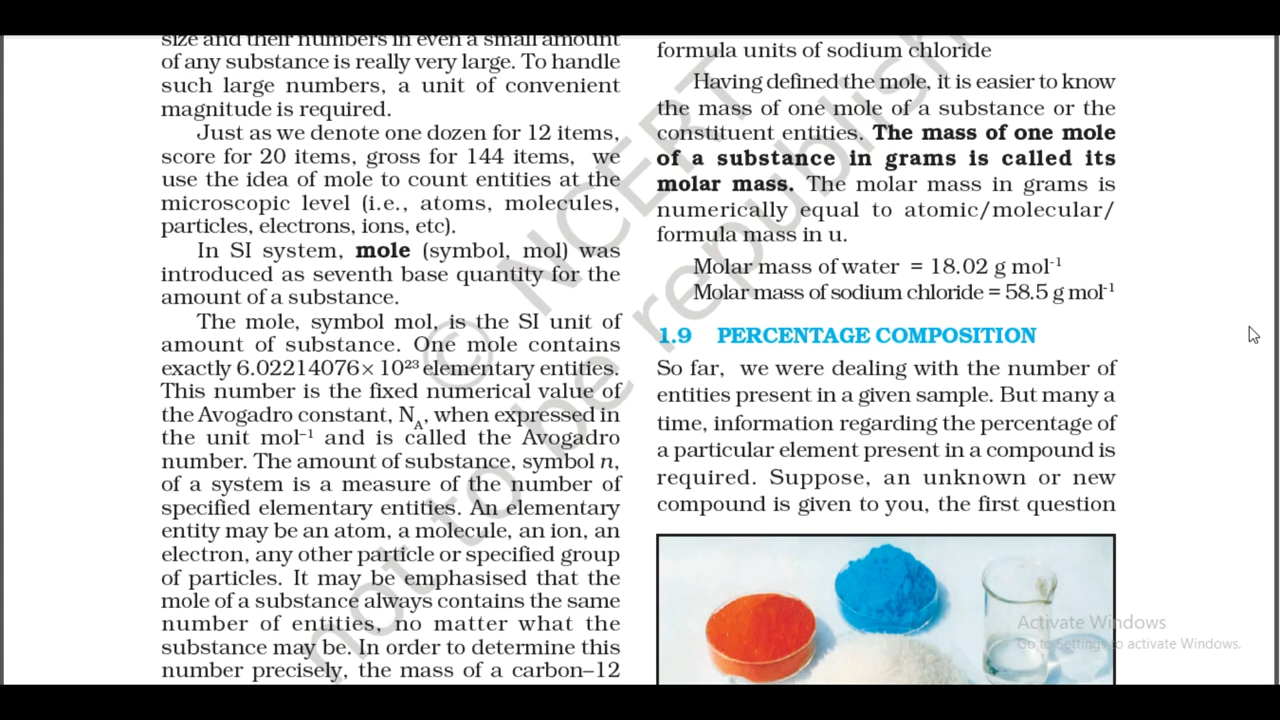 size and their numbers in even a small amount
of any substance is really very large. To handle
such large numbers, a unit of convenient
magnitude is required.
Just as we denote one dozen for 12 items,
score for 20 items, gross for 144 items, we
use the idea of mole to count entities at the
microscopic level (i.e., atoms, molecules,
particles, electrons, ions, etc).
In SI system, mole (symbol, mol) was
introduced as seventh base quantity for the
amount of a substance.
The mole, symbol mol, is the SI unit of
amount of substance. One mole contains
exactly 6.02214076× 10²³ elementary entities.
This number is the fixed numerical value of
the Avogadro constant, N_A, when expressed in
the unit mol⁻¹ and is called the Avogadro
number. The amount of substance, symbol n,
of a system is a measure of the number of
specified elementary entities. An elementary
entity may be an atom, a molecule, an ion, an
electron, any other particle or specified group
of particles. It may be emphasised that the
mole of a substance always contains the same
number of entities, no matter what the
substance may be. In order to determine this
number precisely, the mass of a carbon–12
formula units of sodium chloride
Having defined the mole, it is easier to know
the mass of one mole of a substance or the
constituent entities. The mass of one mole
of a substance in grams is called its
molar mass. The molar mass in grams is
numerically equal to atomic/molecular/
formula mass in u.
Molar mass of water = 18.02 g mol⁻¹
Molar mass of sodium chloride = 58.5 g mol⁻¹
1.9 PERCENTAGE COMPOSITION
So far, we were dealing with the number of
entities present in a given sample. But many a
time, information regarding the percentage of
a particular element present in a compound is
required. Suppose, an unknown or new
compound is given to you, the first question
© NCERT
not to be republish
Activate Windows
Go to Settings to activate Windows.